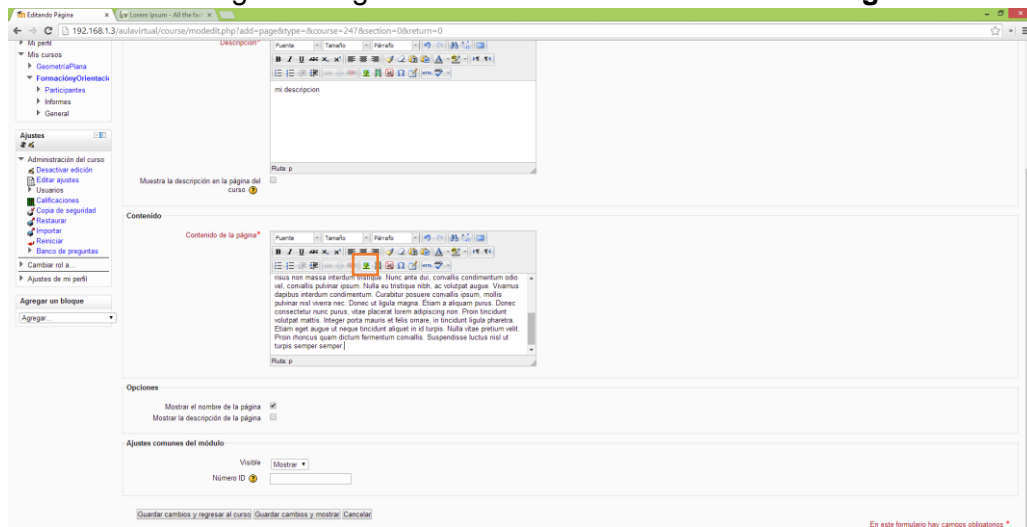 Editando Página
Lorem Ipsum - All the fac
192.168.1.3/aulavirtual/course/modedit.php?add=page&type=&course=247&section=0&return=0
Mi perfil
Mis cursos
GeometríaPlana
FormaciónyOrientació
Participantes
Informes
General
Ajustes
Administración del curso
Desactivar edición
Editar ajustes
Usuarios
Calificaciones
Copia de seguridad
Restaurar
Importar
Reiniciar
Banco de preguntas
Cambiar rol a...
Ajustes de mi perfil
Agregar un bloque
Agregar...
Descripción*
Fuente Tamaño Párrafo
mi descripcion
Ruta: p
Muestra la descripción en la página del
curso
Contenido
Contenido de la página*
Fuente Tamaño Párrafo
risus non massa interdum tristique. Nunc ante dui, convallis condimentum odio
vel, convallis pulvinar ipsum. Nulla eu tristique nibh, ac volutpat augue. Vivamus
dapibus interdum condimentum. Curabitur posuere convallis ipsum, mollis
pulvinar nisl viverra nec. Donec ut ligula magna. Etiam a aliquam purus. Donec
consectetur nunc purus, vitae placerat lorem adipiscing non. Proin tincidunt
volutpat mattis. Integer porta mauris et felis ornare, in tincidunt ligula pharetra.
Etiam eget augue ut neque tincidunt aliquet in id turpis. Nulla vitae pretium velit.
Proin rhoncus quam dictum fermentum convallis. Suspendisse luctus nisl ut
turpis semper semper.
Ruta: p
Opciones
Mostrar el nombre de la página
Mostrar la descripción de la página
Ajustes comunes del módulo
Visible Mostrar
Número ID
Guardar cambios y regresar al curso Guardar cambios y mostrar Cancelar
En este formulario hay campos obligatorios *